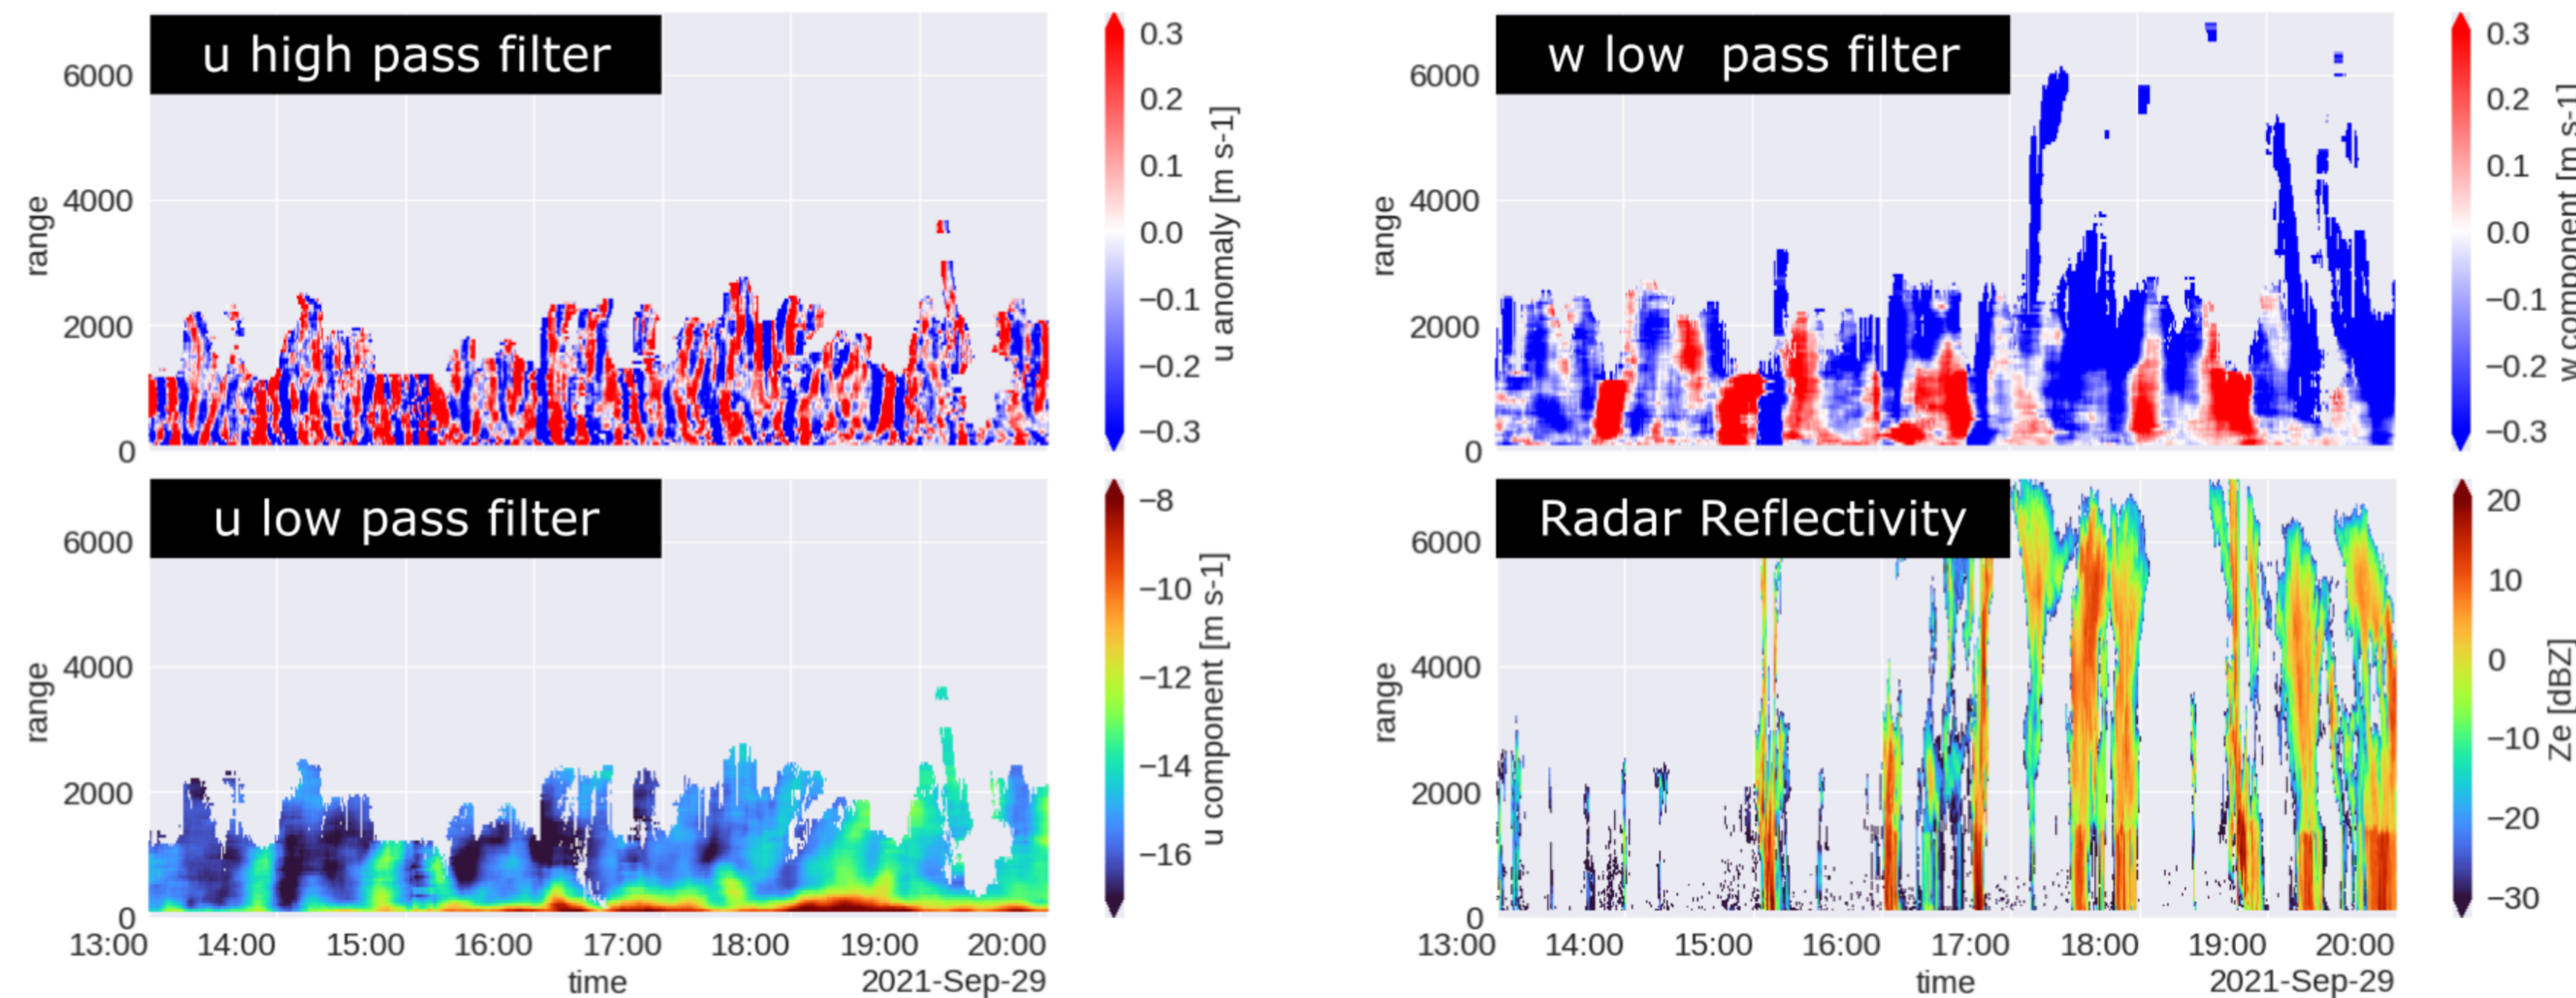 u high pass filter
6000
4000
2000
0
range
0.3
0.2
0.1
0.0
−0.1
−0.2
−0.3
u anomaly [m s-1]
w low pass filter
6000
4000
2000
0
range
0.3
0.2
0.1
0.0
−0.1
−0.2
−0.3
w component [m s-1]
u low pass filter
6000
4000
2000
0
range
−8
−10
−12
−14
−16
u component [m s-1]
13:00 14:00 15:00 16:00 17:00 18:00 19:00 20:00
time
2021-Sep-29
Radar Reflectivity
6000
4000
2000
0
range
20
10
0
−10
−20
−30
Ze [dBZ]
13:00 14:00 15:00 16:00 17:00 18:00 19:00 20:00
time
2021-Sep-29